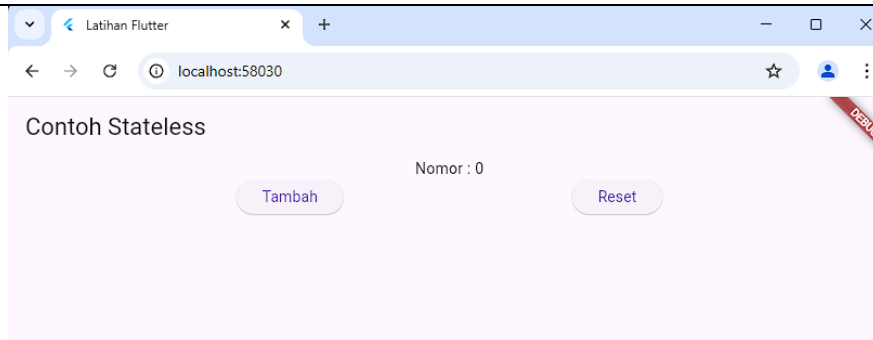 Latihan Flutter
localhost:58030
Contoh Stateless
Nomor : 0
Tambah Reset